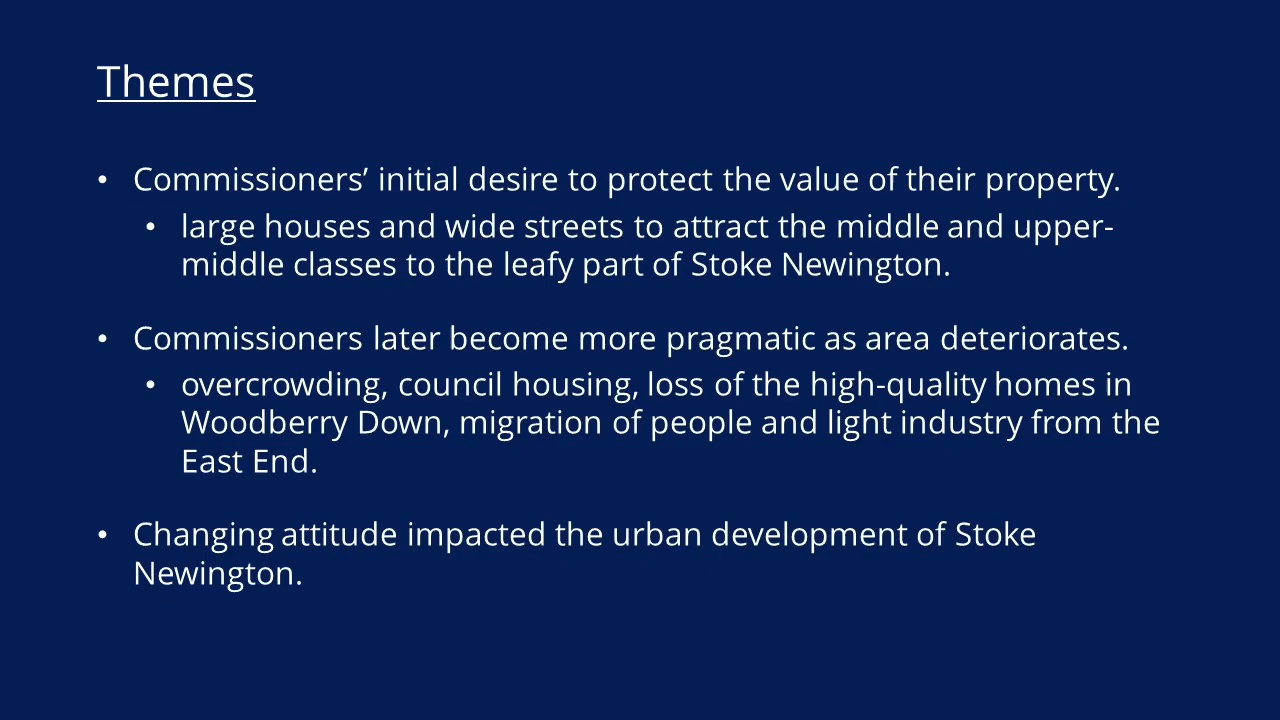 Themes
• Commissioners’ initial desire to protect the value of their property.
• large houses and wide streets to attract the middle and upper-
middle classes to the leafy part of Stoke Newington.
• Commissioners later become more pragmatic as area deteriorates.
• overcrowding, council housing, loss of the high-quality homes in
Woodberry Down, migration of people and light industry from the
East End.
• Changing attitude impacted the urban development of Stoke
Newington.